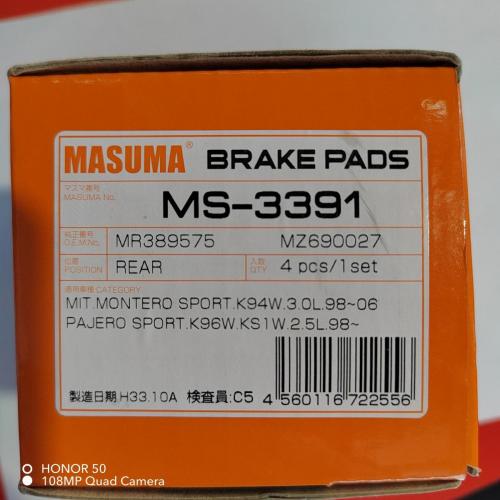 MASUMA® BRAKE PADS
マスマ番号
MASUMA No.
MS-3391
純正番号
O.E.M.No.
MR389575 MZ690027
位置
POSITION
REAR
入数
QTY
4 pcs/1set
適用車種 CATEGORY
MIT.MONTERO SPORT.K94W.3.0L.98~06
PAJERO SPORT.K96W.KS1W.2.5L.98~
製造日期.H33.10A 検査員:C5
4 560116 722556
HONOR 50
108MP Quad Camera